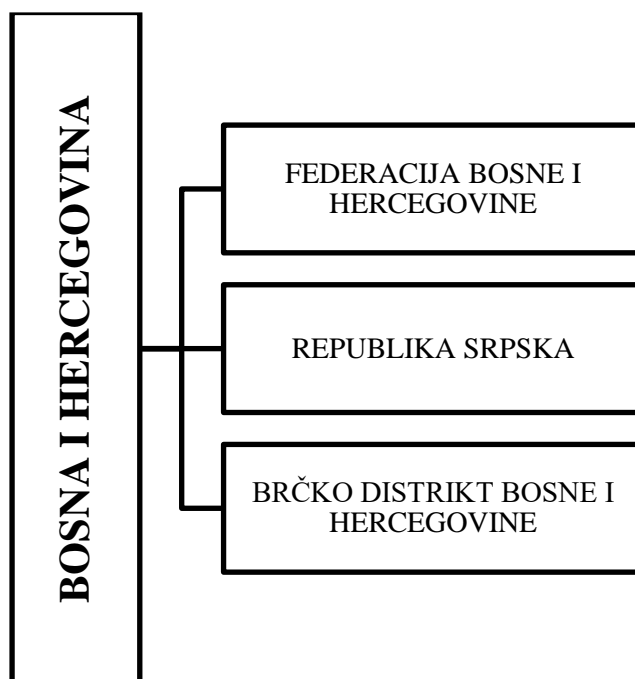 BOSNA I HERCEGOVINA
FEDERACIJA BOSNE I
HERCEGOVINE
REPUBLIKA SRPSKA
BRČKO DISTRIKT BOSNE I
HERCEGOVINE